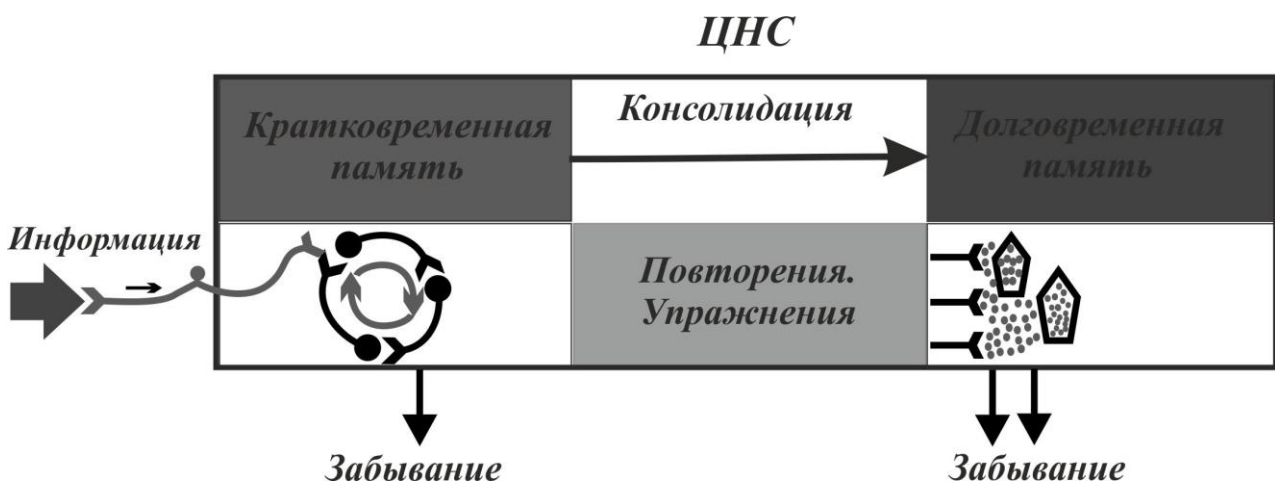 ЦНС
Кратковременная
память
Консолидация
Долговременная
память
Информация
Повторения.
Упражнения
Забывание
Забывание